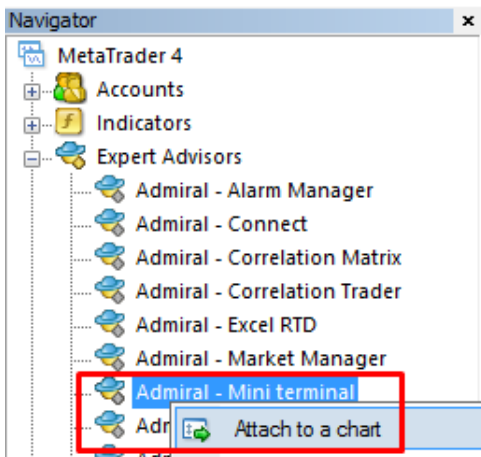 Navigator
MetaTrader 4
Accounts
Indicators
Expert Advisors
Admiral - Alarm Manager
Admiral - Connect
Admiral - Correlation Matrix
Admiral - Correlation Trader
Admiral - Excel RTD
Admiral - Market Manager
Admiral - Mini terminal
Attach to a chart